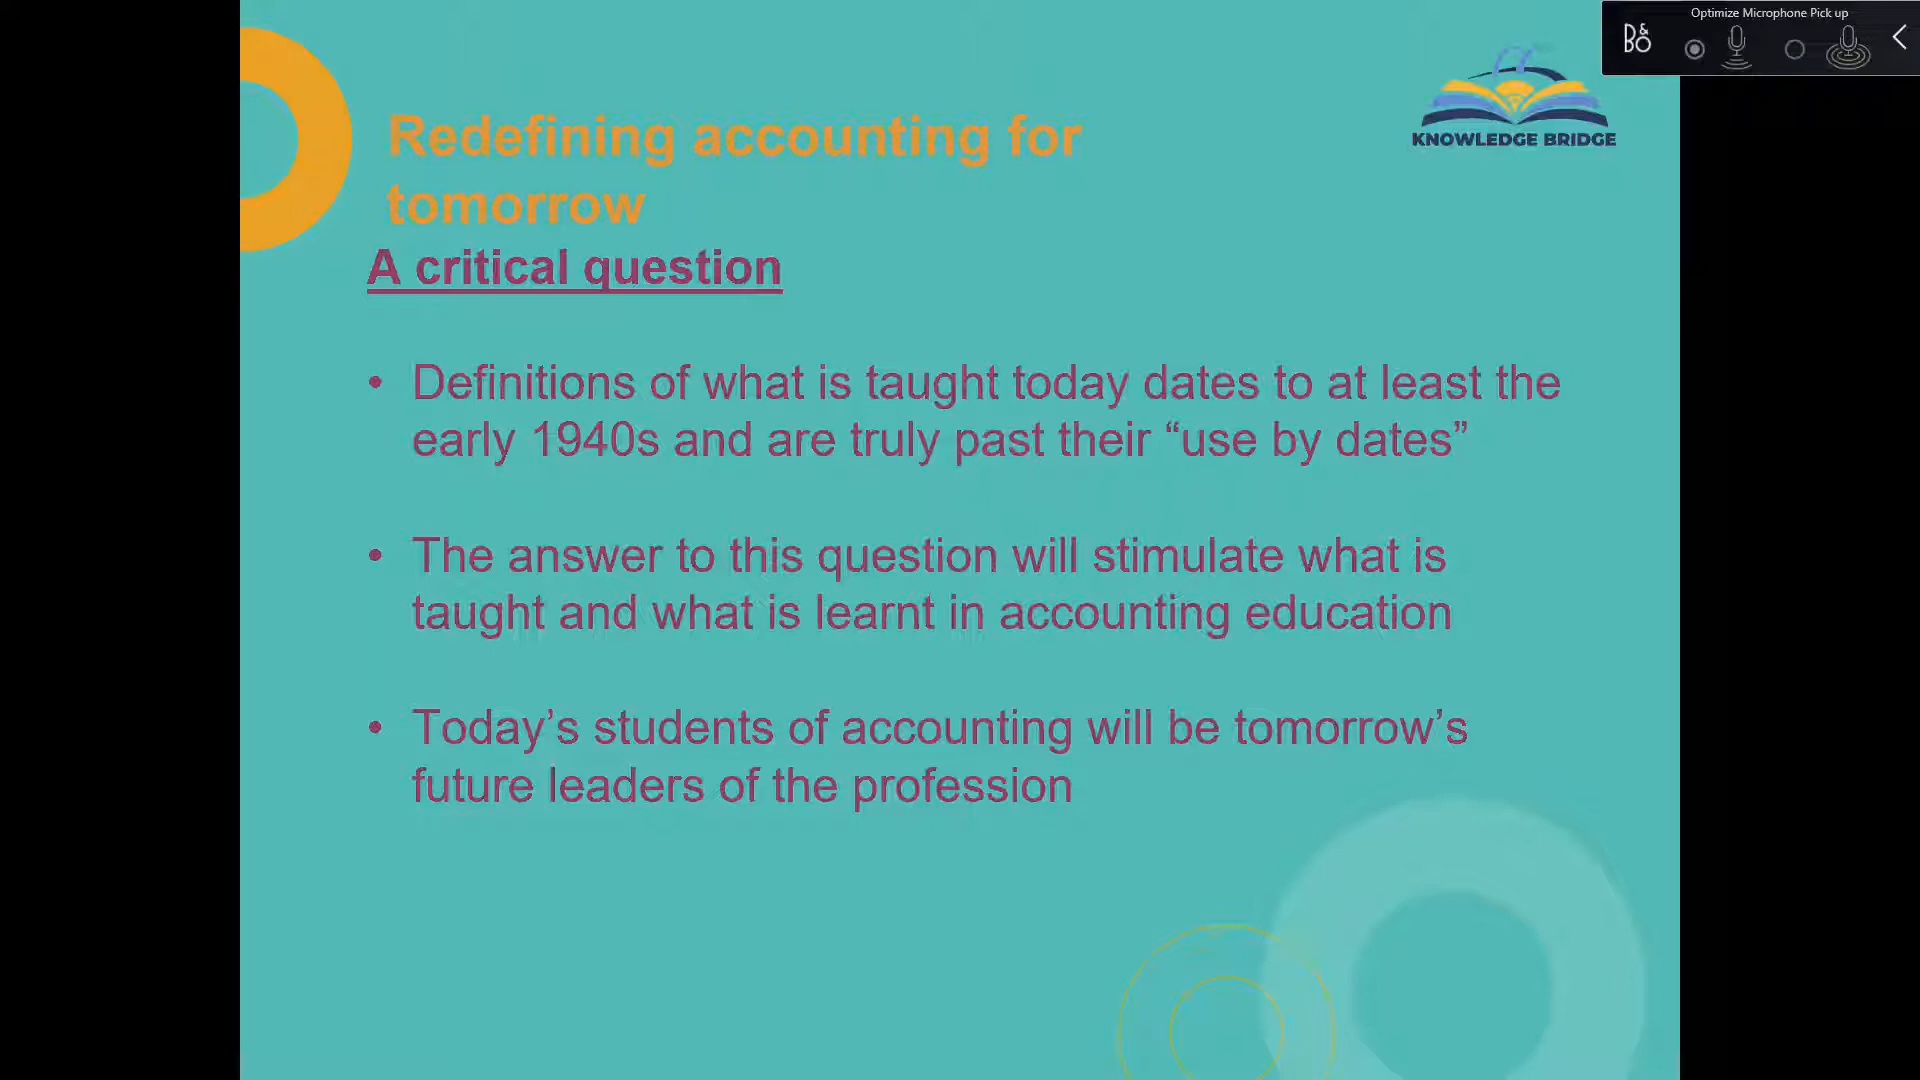 Optimize Microphone Pick up
B&O
KNOWLEDGE BRIDGE
Redefining accounting for
tomorrow
A critical question
• Definitions of what is taught today dates to at least the
early 1940s and are truly past their “use by dates”
• The answer to this question will stimulate what is
taught and what is learnt in accounting education
• Today’s students of accounting will be tomorrow’s
future leaders of the profession